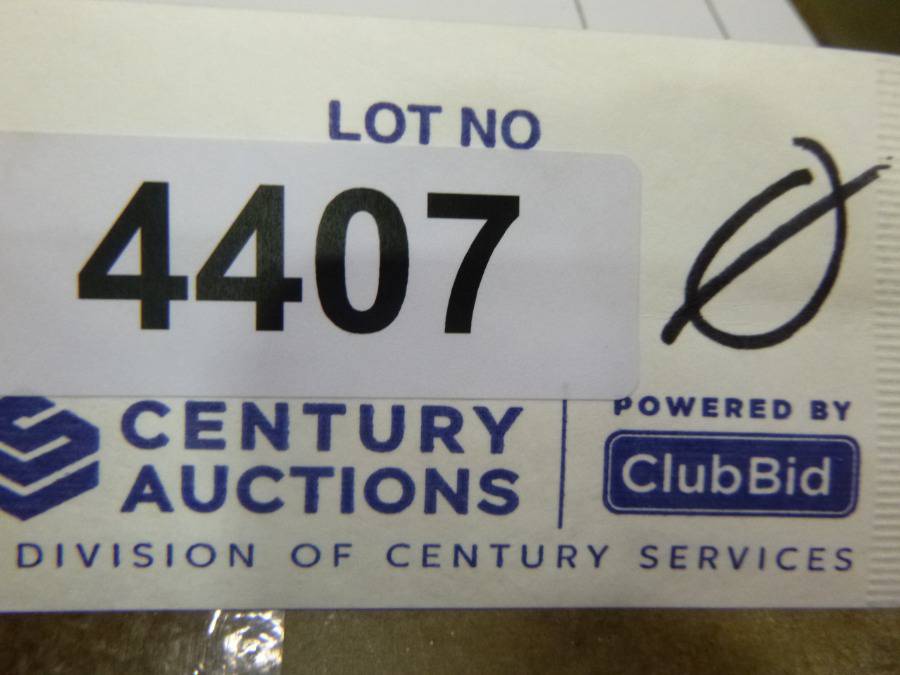 LOT NO
4407 Ø
CENTURY
AUCTIONS
POWERED BY
ClubBid
DIVISION OF CENTURY SERVICES